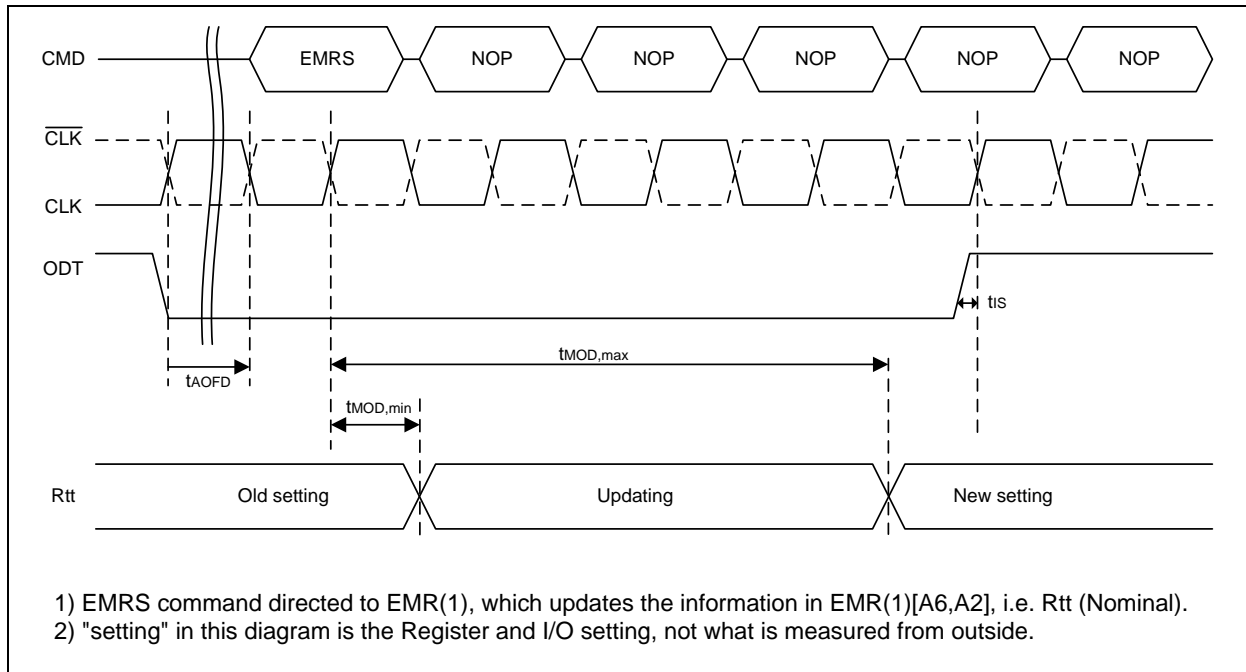 CMD EMRS NOP NOP NOP NOP NOP
CLK
CLK
ODT
tIS
tMOD,max
tAOFD
tMOD,min
Rtt Old setting Updating New setting
1) EMRS command directed to EMR(1), which updates the information in EMR(1)[A6,A2], i.e. Rtt (Nominal).
2) "setting" in this diagram is the Register and I/O setting, not what is measured from outside.